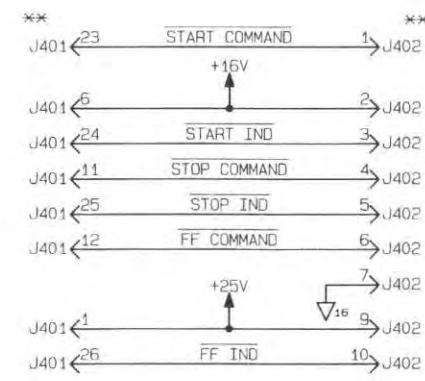 ** **
J401 23 START COMMAND 1 J402
+16V
J401 6 2 J402
J401 24 START IND 3 J402
J401 11 STOP COMMAND 4 J402
J401 25 STOP IND 5 J402
J401 12 FF COMMAND 6 J402
7 J402
+25V
16
J401 1 9 J402
J401 26 FF IND 10 J402